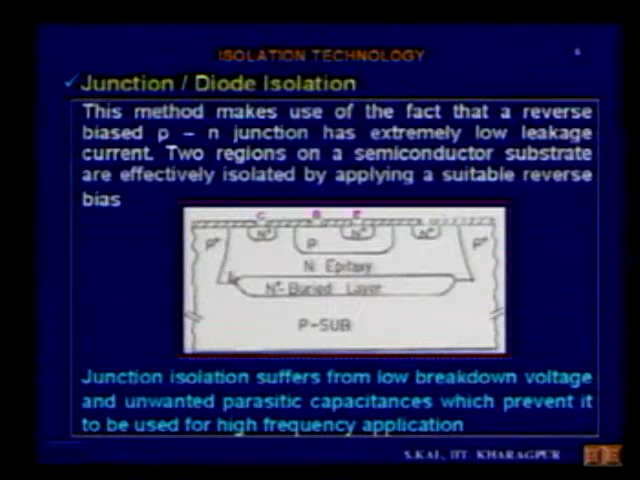 ISOLATION TECHNOLOGY
✓Junction / Diode Isolation
This method makes use of the fact that a reverse
biased p – n junction has extremely low leakage
current. Two regions on a semiconductor substrate
are effectively isolated by applying a suitable reverse
bias
C B E
P+ N+ P N+ N+ P+
N Epitaxy
N+-Buried Layer
P-SUB
Junction isolation suffers from low breakdown voltage
and unwanted parasitic capacitances which prevent it
to be used for high frequency application
S.KAL, IIT. KHARAGPUR